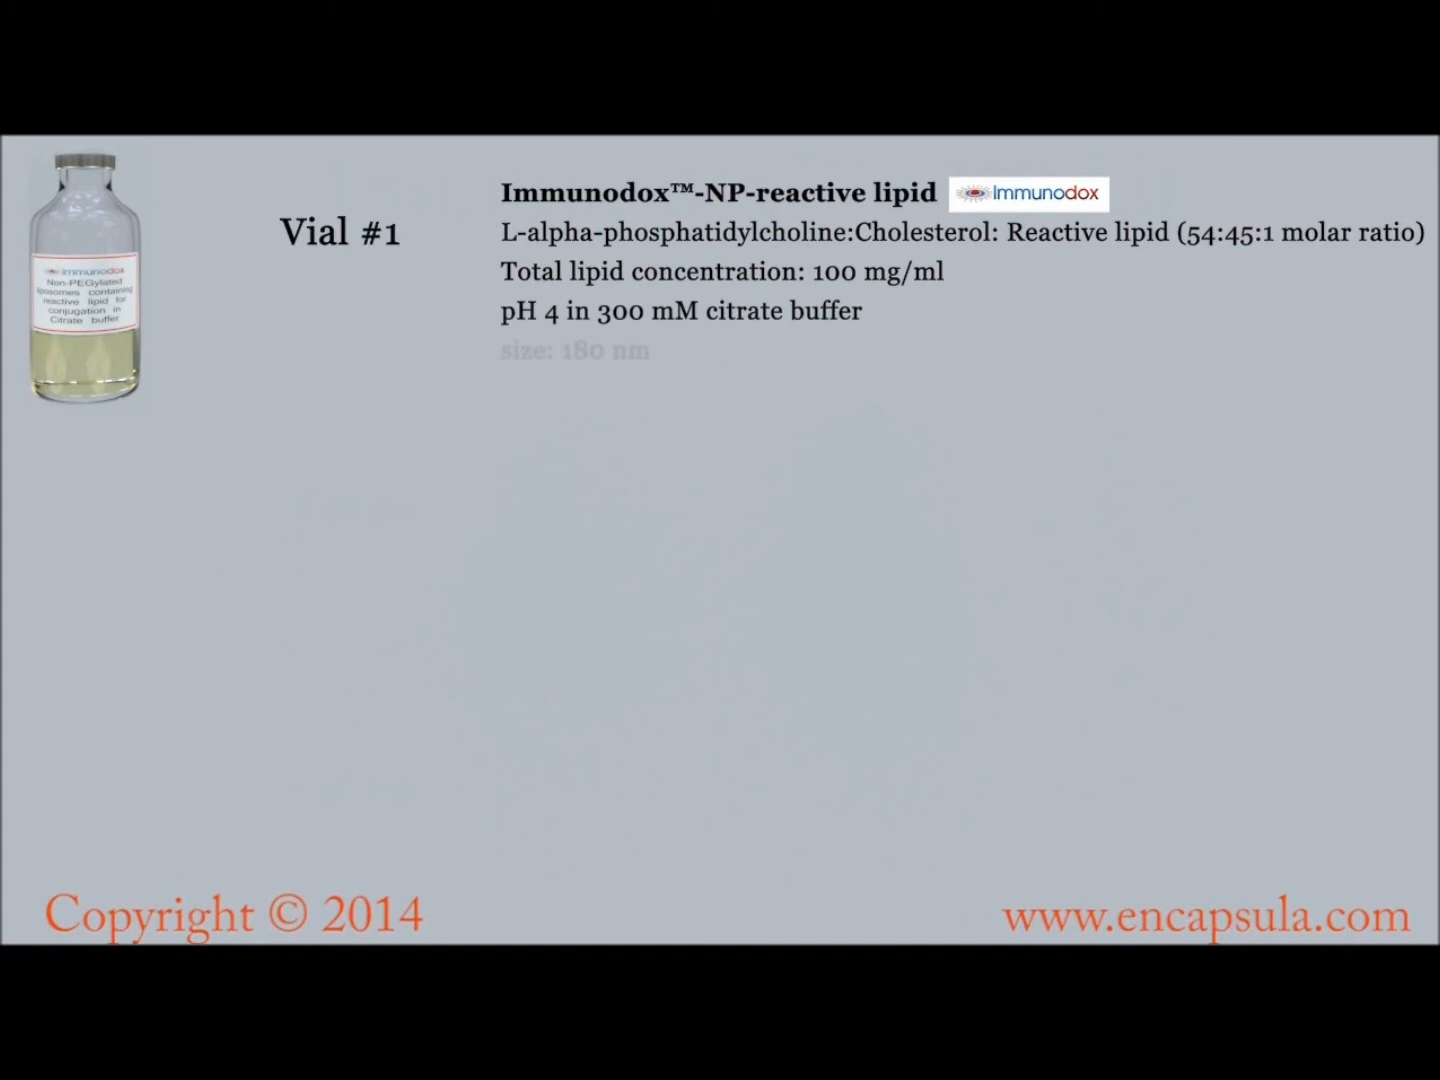 Immunodox™-NP-reactive lipid
immunodox
Vial #1
L-alpha-phosphatidylcholine:Cholesterol: Reactive lipid (54:45:1 molar ratio)
Total lipid concentration: 100 mg/ml
pH 4 in 300 mM citrate buffer
size: 180 nm
immunodox
Non-PEGylated
liposomes containing
reactive lipid for
conjugation in
Citrate buffer
Copyright © 2014
www.encapsula.com